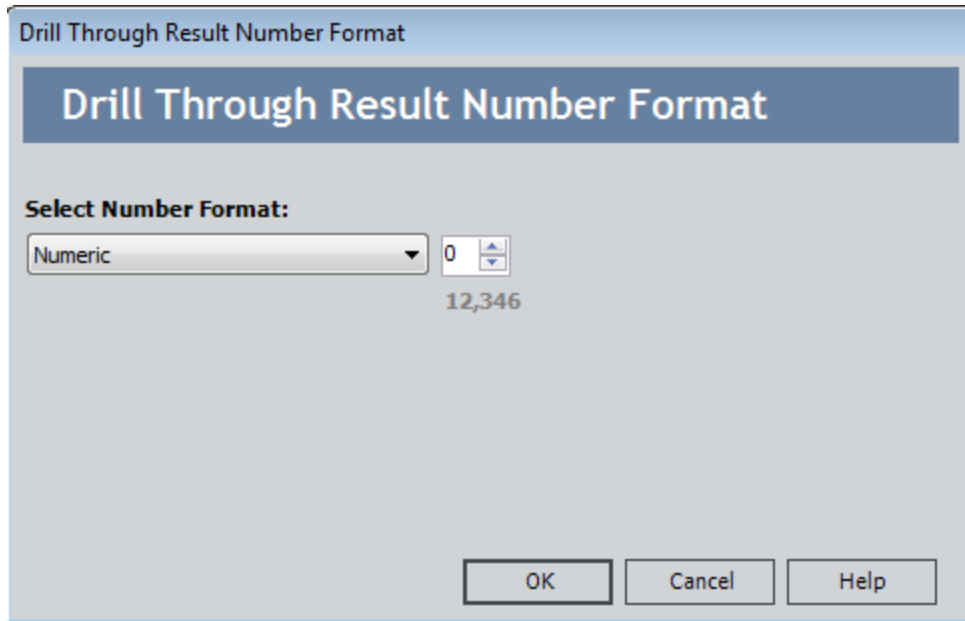 Drill Through Result Number Format
Drill Through Result Number Format
Select Number Format:
Numeric 0
12,346
OK Cancel Help